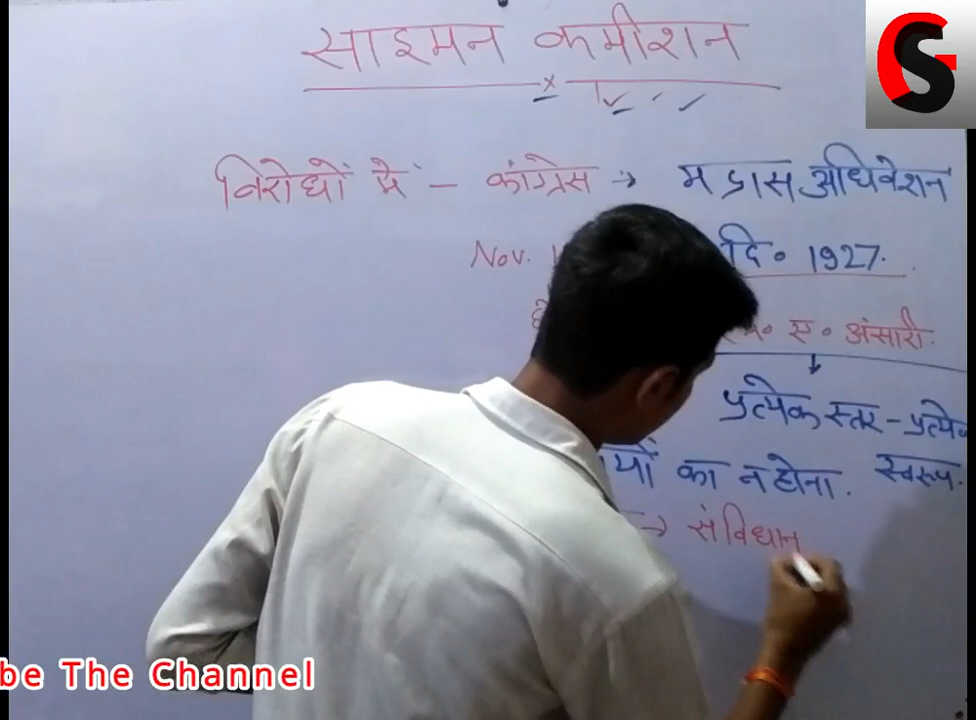 साइमन कमीशन
विरोधों में - कांग्रेस → मद्रास अधिवेशन
Nov. दि० 1927.
ए० अंसारी.
प्रत्येक स्तर - प्रत्येक
का न होना. स्वरूप.
→ संविधान
be The Channel